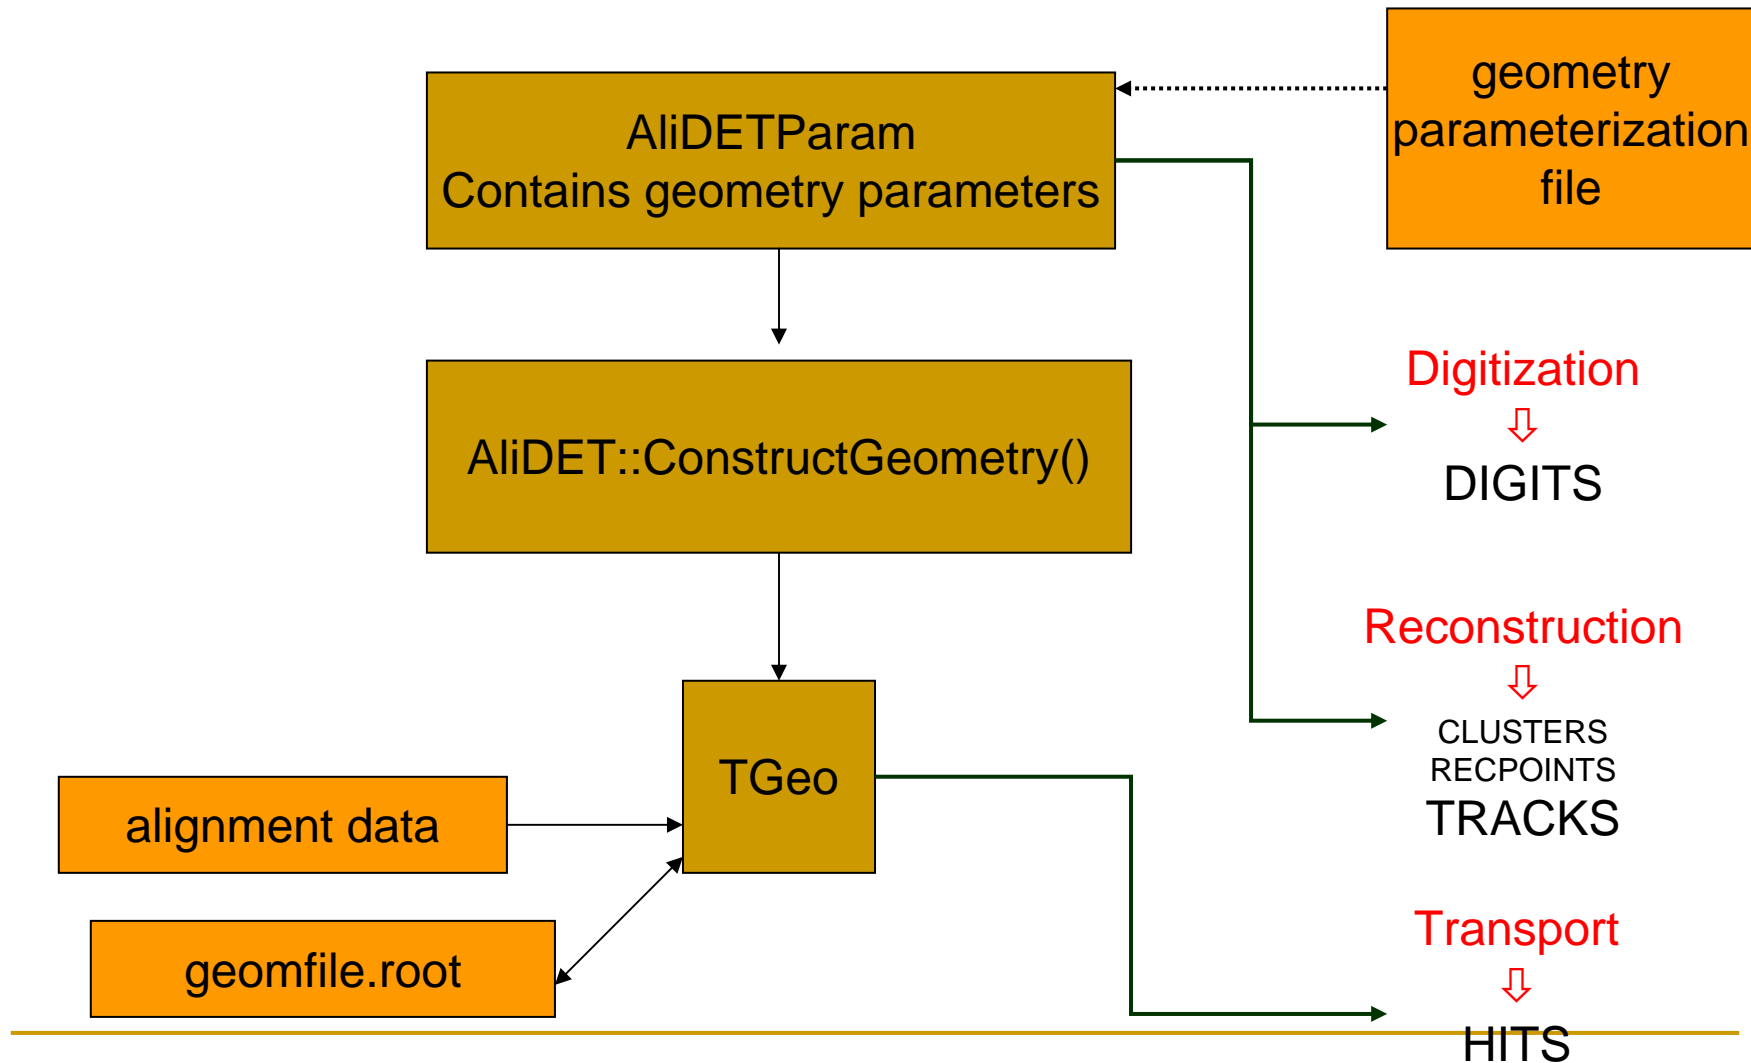 geometry
parameterization
file
AliDETParam
Contains geometry parameters
AliDET::ConstructGeometry()
Digitization
DIGITS
Reconstruction
CLUSTERS
RECPOINTS
TRACKS
TGeo
alignment data
geomfile.root
Transport
HITS